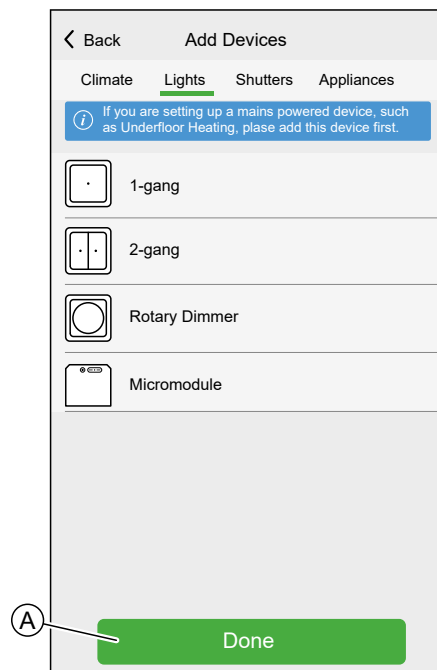 Back Add Devices
Climate Lights Shutters Appliances
i If you are setting up a mains powered device, such
as Underfloor Heating, plase add this device first.
1-gang
2-gang
Rotary Dimmer
Micromodule
A Done